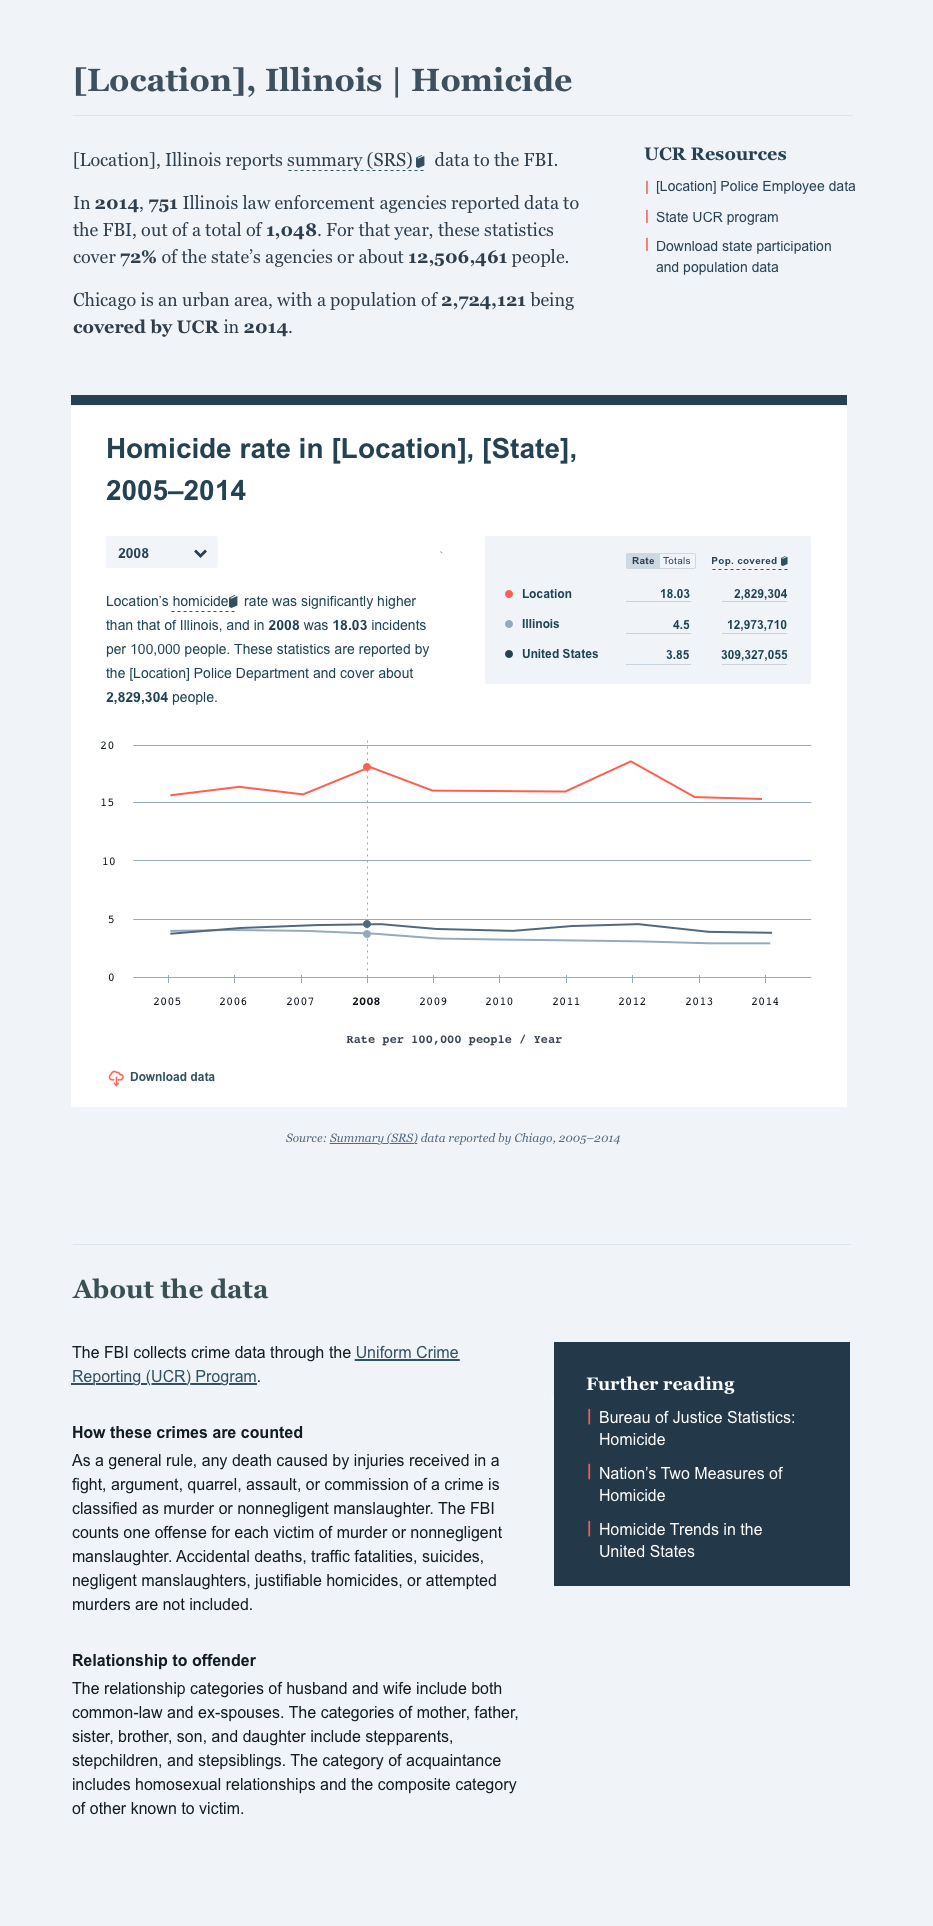 [Location], Illinois | Homicide
[Location], Illinois reports summary (SRS) data to the FBI.
In 2014, 751 Illinois law enforcement agencies reported data to
the FBI, out of a total of 1,048. For that year, these statistics
cover 72% of the state’s agencies or about 12,506,461 people.
Chicago is an urban area, with a population of 2,724,121 being
covered by UCR in 2014.
UCR Resources
[Location] Police Employee data
State UCR program
Download state participation
and population data
Homicide rate in [Location], [State],
2005–2014
2008
Location’s homicide rate was significantly higher
than that of Illinois, and in 2008 was 18.03 incidents
per 100,000 people. These statistics are reported by
the [Location] Police Department and cover about
2,829,304 people.
Rate Totals Pop. covered
Location 18.03 2,829,304
Illinois 4.5 12,973,710
United States 3.85 309,327,055
20
15
10
5
0
2005 2006 2007 2008 2009 2010 2011 2012 2013 2014
Rate per 100,000 people / Year
Download data
Source: Summary (SRS) data reported by Chiago, 2005–2014
About the data
The FBI collects crime data through the Uniform Crime
Reporting (UCR) Program.
How these crimes are counted
As a general rule, any death caused by injuries received in a
fight, argument, quarrel, assault, or commission of a crime is
classified as murder or nonnegligent manslaughter. The FBI
counts one offense for each victim of murder or nonnegligent
manslaughter. Accidental deaths, traffic fatalities, suicides,
negligent manslaughters, justifiable homicides, or attempted
murders are not included.
Relationship to offender
The relationship categories of husband and wife include both
common-law and ex-spouses. The categories of mother, father,
sister, brother, son, and daughter include stepparents,
stepchildren, and stepsiblings. The category of acquaintance
includes homosexual relationships and the composite category
of other known to victim.
Further reading
Bureau of Justice Statistics:
Homicide
Nation’s Two Measures of
Homicide
Homicide Trends in the
United States